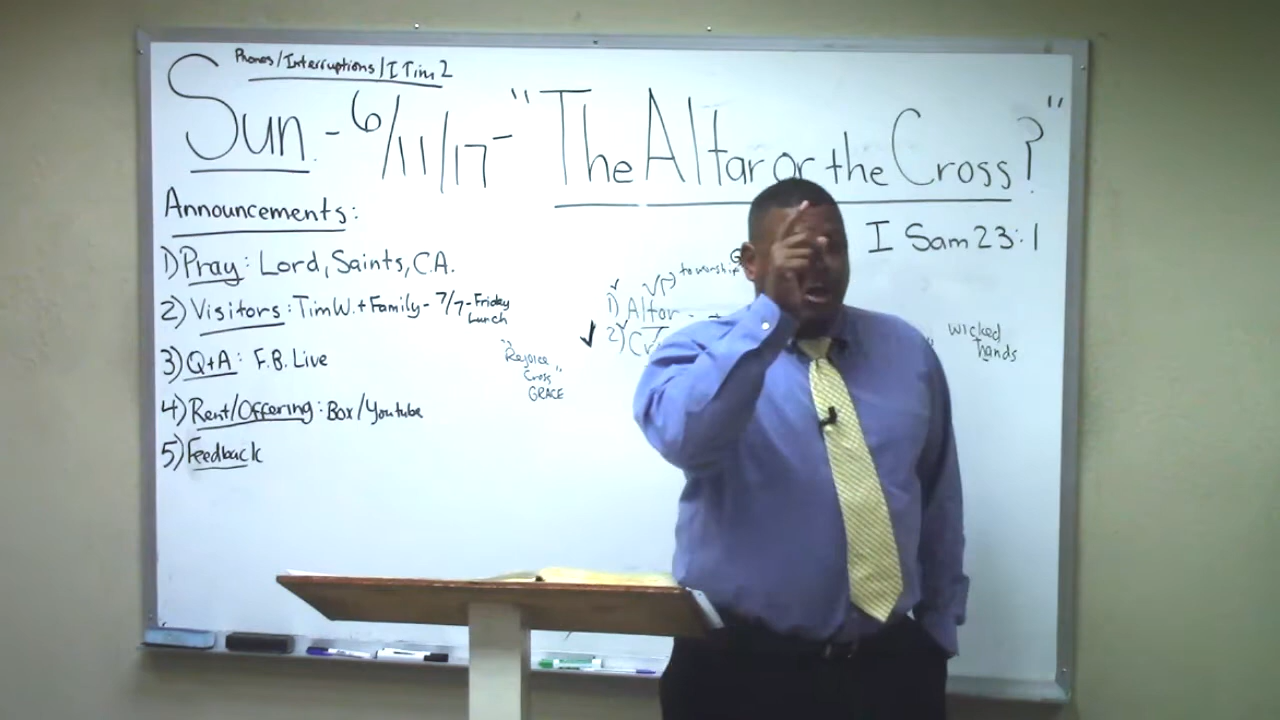 Phones/Interruptions/I Tim 2
Sun. - 6/11/17 - "The Altar or the Cross?"
I Sam 23:1
Announcements:
1) Pray: Lord, Saints, C.A.
2) Visitors: Tim W. + Family - 7/7 - Friday
Lunch
3) Q+A: F.B. Live
4) Rent/Offering: Box/Youtube
5) Feedback
"Rejoice
Cross"
GRACE
to worship
1) Altar -
2)
wicked
hands